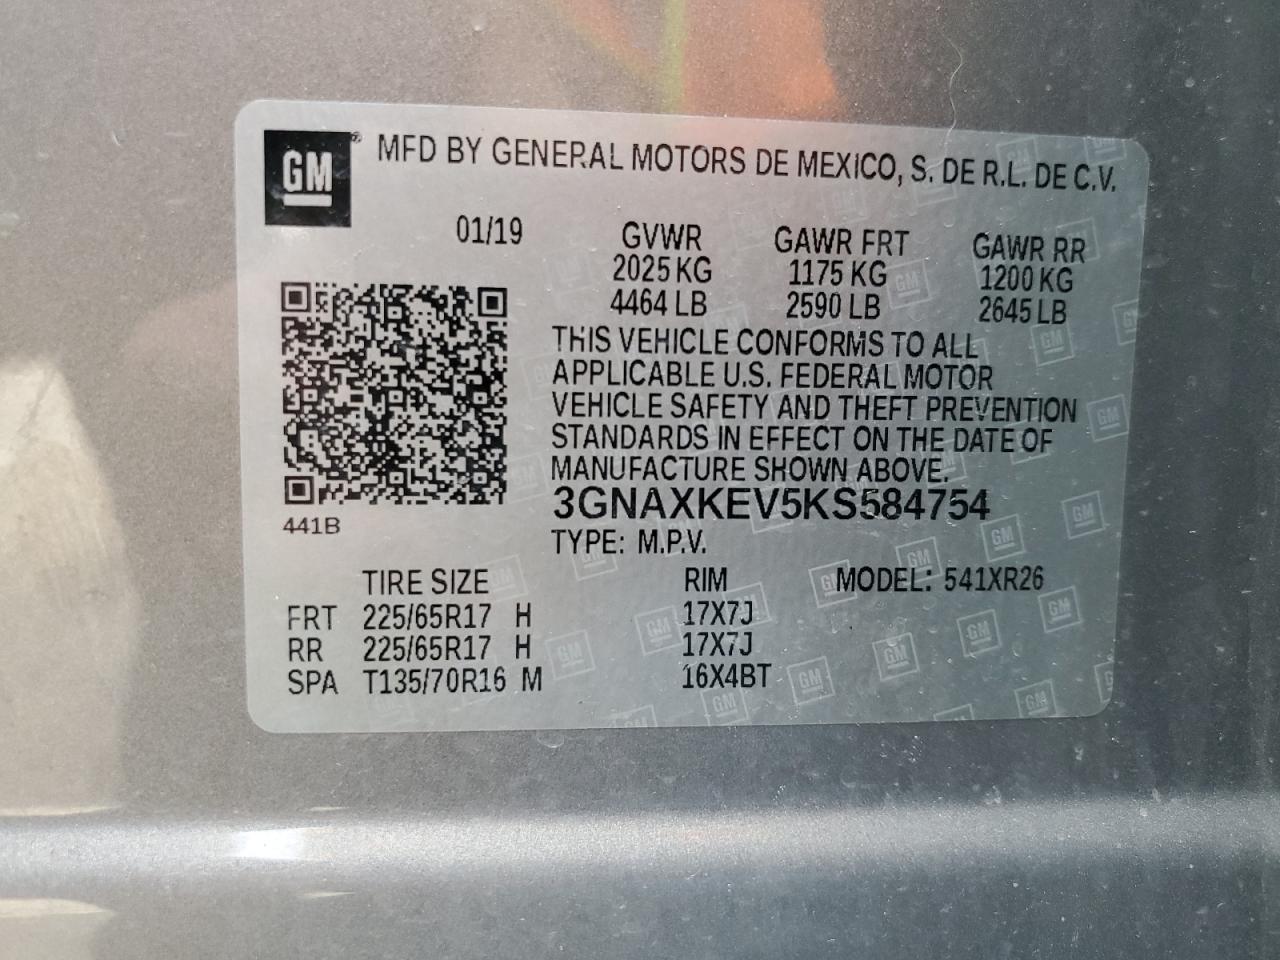 GM® MFD BY GENERAL MOTORS DE MEXICO, S. DE R.L. DE C.V.
01/19 GVWR GAWR FRT GAWR RR
2025 KG 1175 KG 1200 KG
4464 LB 2590 LB 2645 LB
THIS VEHICLE CONFORMS TO ALL
APPLICABLE U.S. FEDERAL MOTOR
VEHICLE SAFETY AND THEFT PREVENTION
STANDARDS IN EFFECT ON THE DATE OF
MANUFACTURE SHOWN ABOVE.
3GNAXKEV5KS584754
441B
TYPE: M.P.V.
TIRE SIZE RIM MODEL: 541XR26
FRT 225/65R17 H 17X7J
RR 225/65R17 H 17X7J
SPA T135/70R16 M 16X4BT